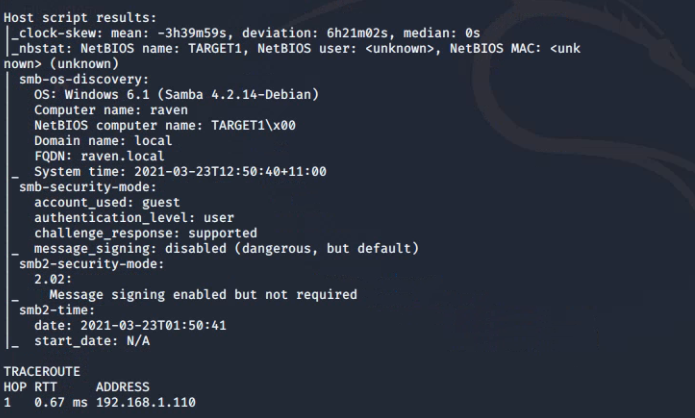 Host script results:
|_clock-skew: mean: -3h39m59s, deviation: 6h21m02s, median: 0s
|_nbstat: NetBIOS name: TARGET1, NetBIOS user: <unknown>, NetBIOS MAC: <unk
nown> (unknown)
| smb-os-discovery:
|   OS: Windows 6.1 (Samba 4.2.14-Debian)
|   Computer name: raven
|   NetBIOS computer name: TARGET1\x00
|   Domain name: local
|   FQDN: raven.local
|_  System time: 2021-03-23T12:50:40+11:00
| smb-security-mode:
|   account_used: guest
|   authentication_level: user
|   challenge_response: supported
|_  message_signing: disabled (dangerous, but default)
| smb2-security-mode:
|   2.02:
|_    Message signing enabled but not required
| smb2-time:
|   date: 2021-03-23T01:50:41
|_  start_date: N/A

TRACEROUTE
HOP RTT     ADDRESS
1   0.67 ms 192.168.1.110